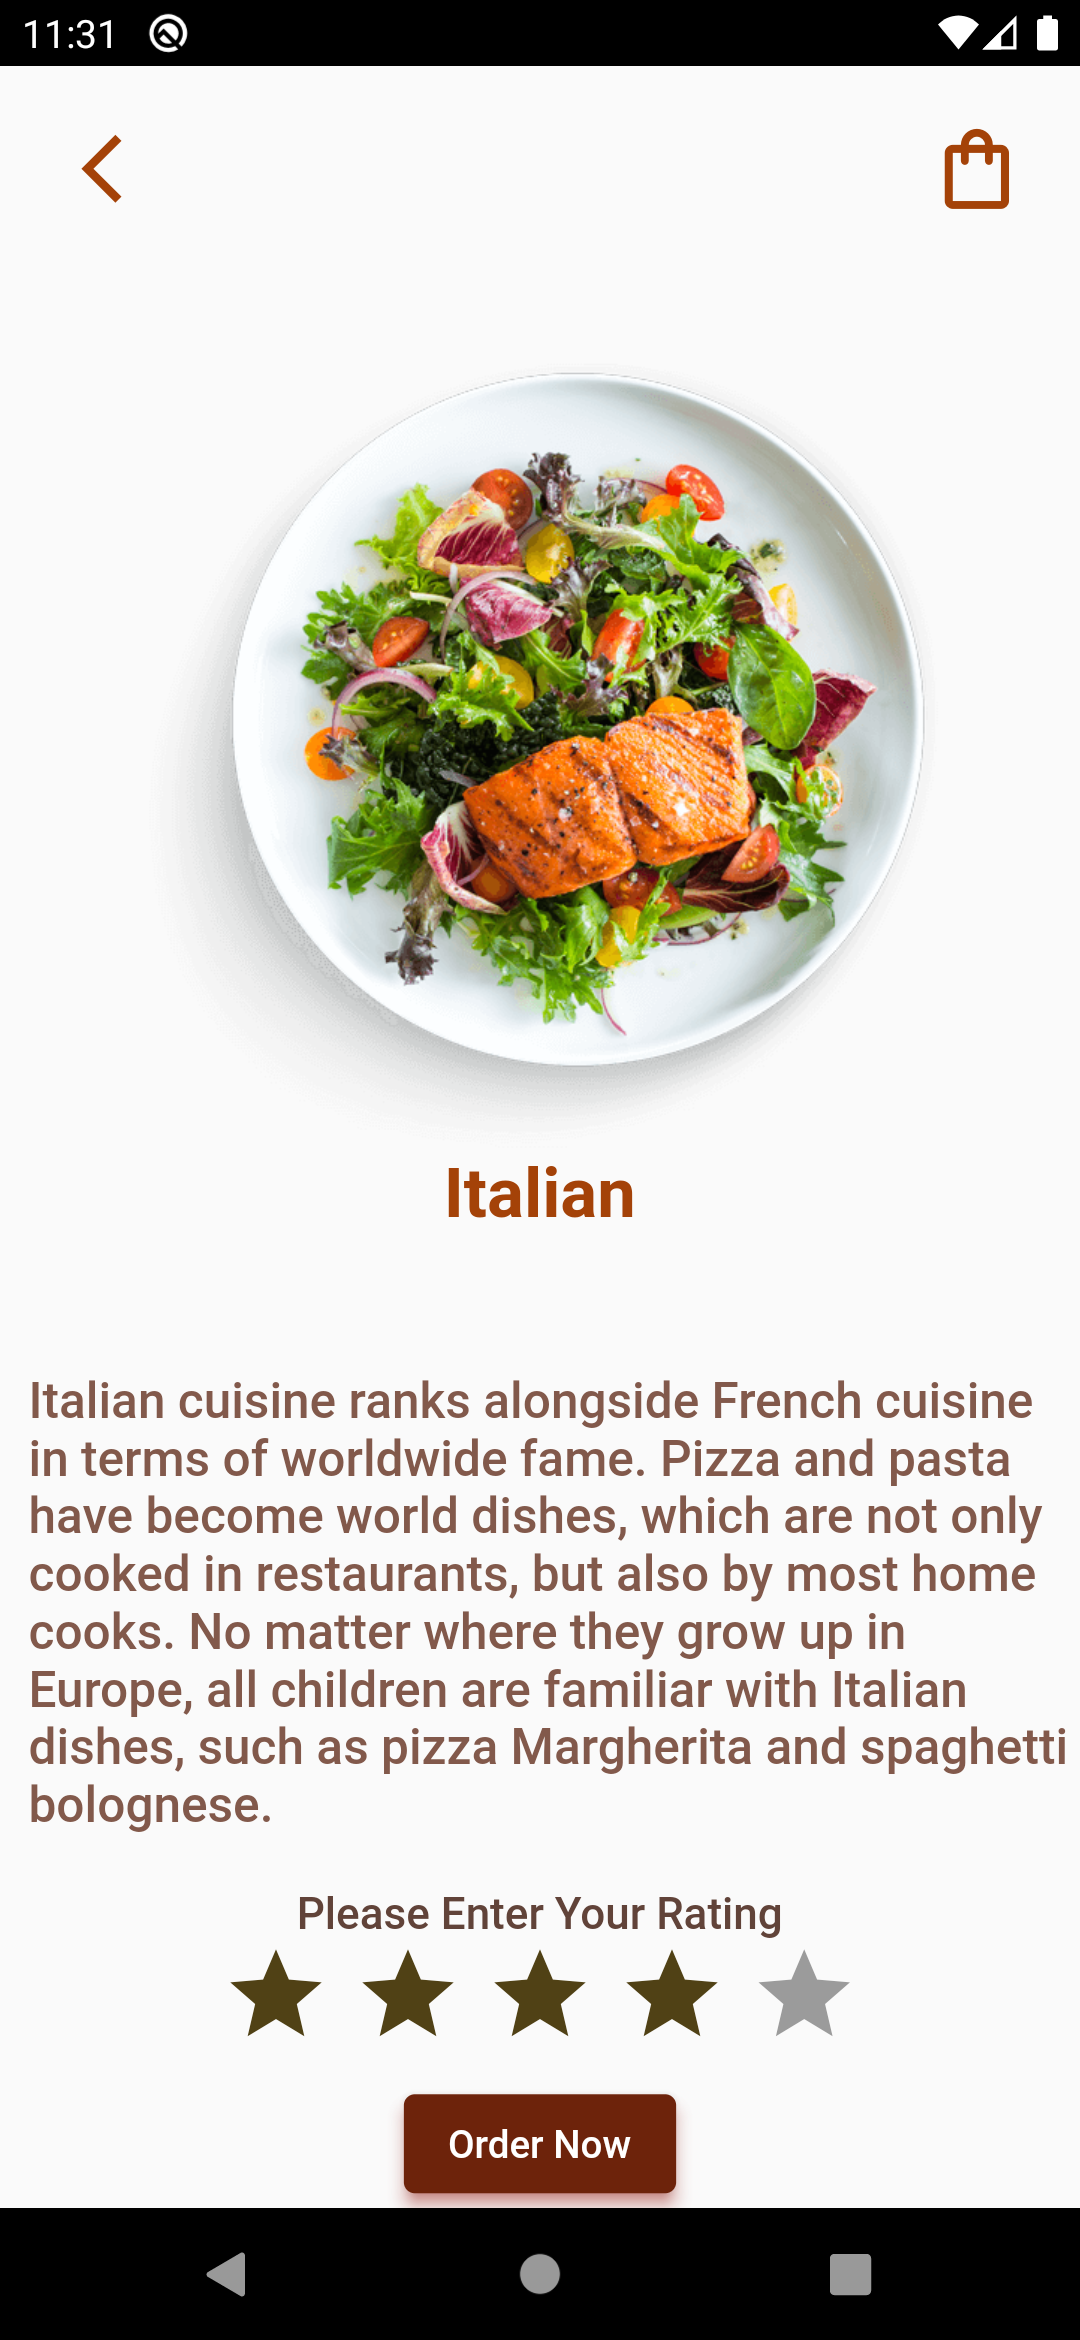 11:31
Italian
Italian cuisine ranks alongside French cuisine
in terms of worldwide fame. Pizza and pasta
have become world dishes, which are not only
cooked in restaurants, but also by most home
cooks. No matter where they grow up in
Europe, all children are familiar with Italian
dishes, such as pizza Margherita and spaghetti
bolognese.
Please Enter Your Rating
Order Now